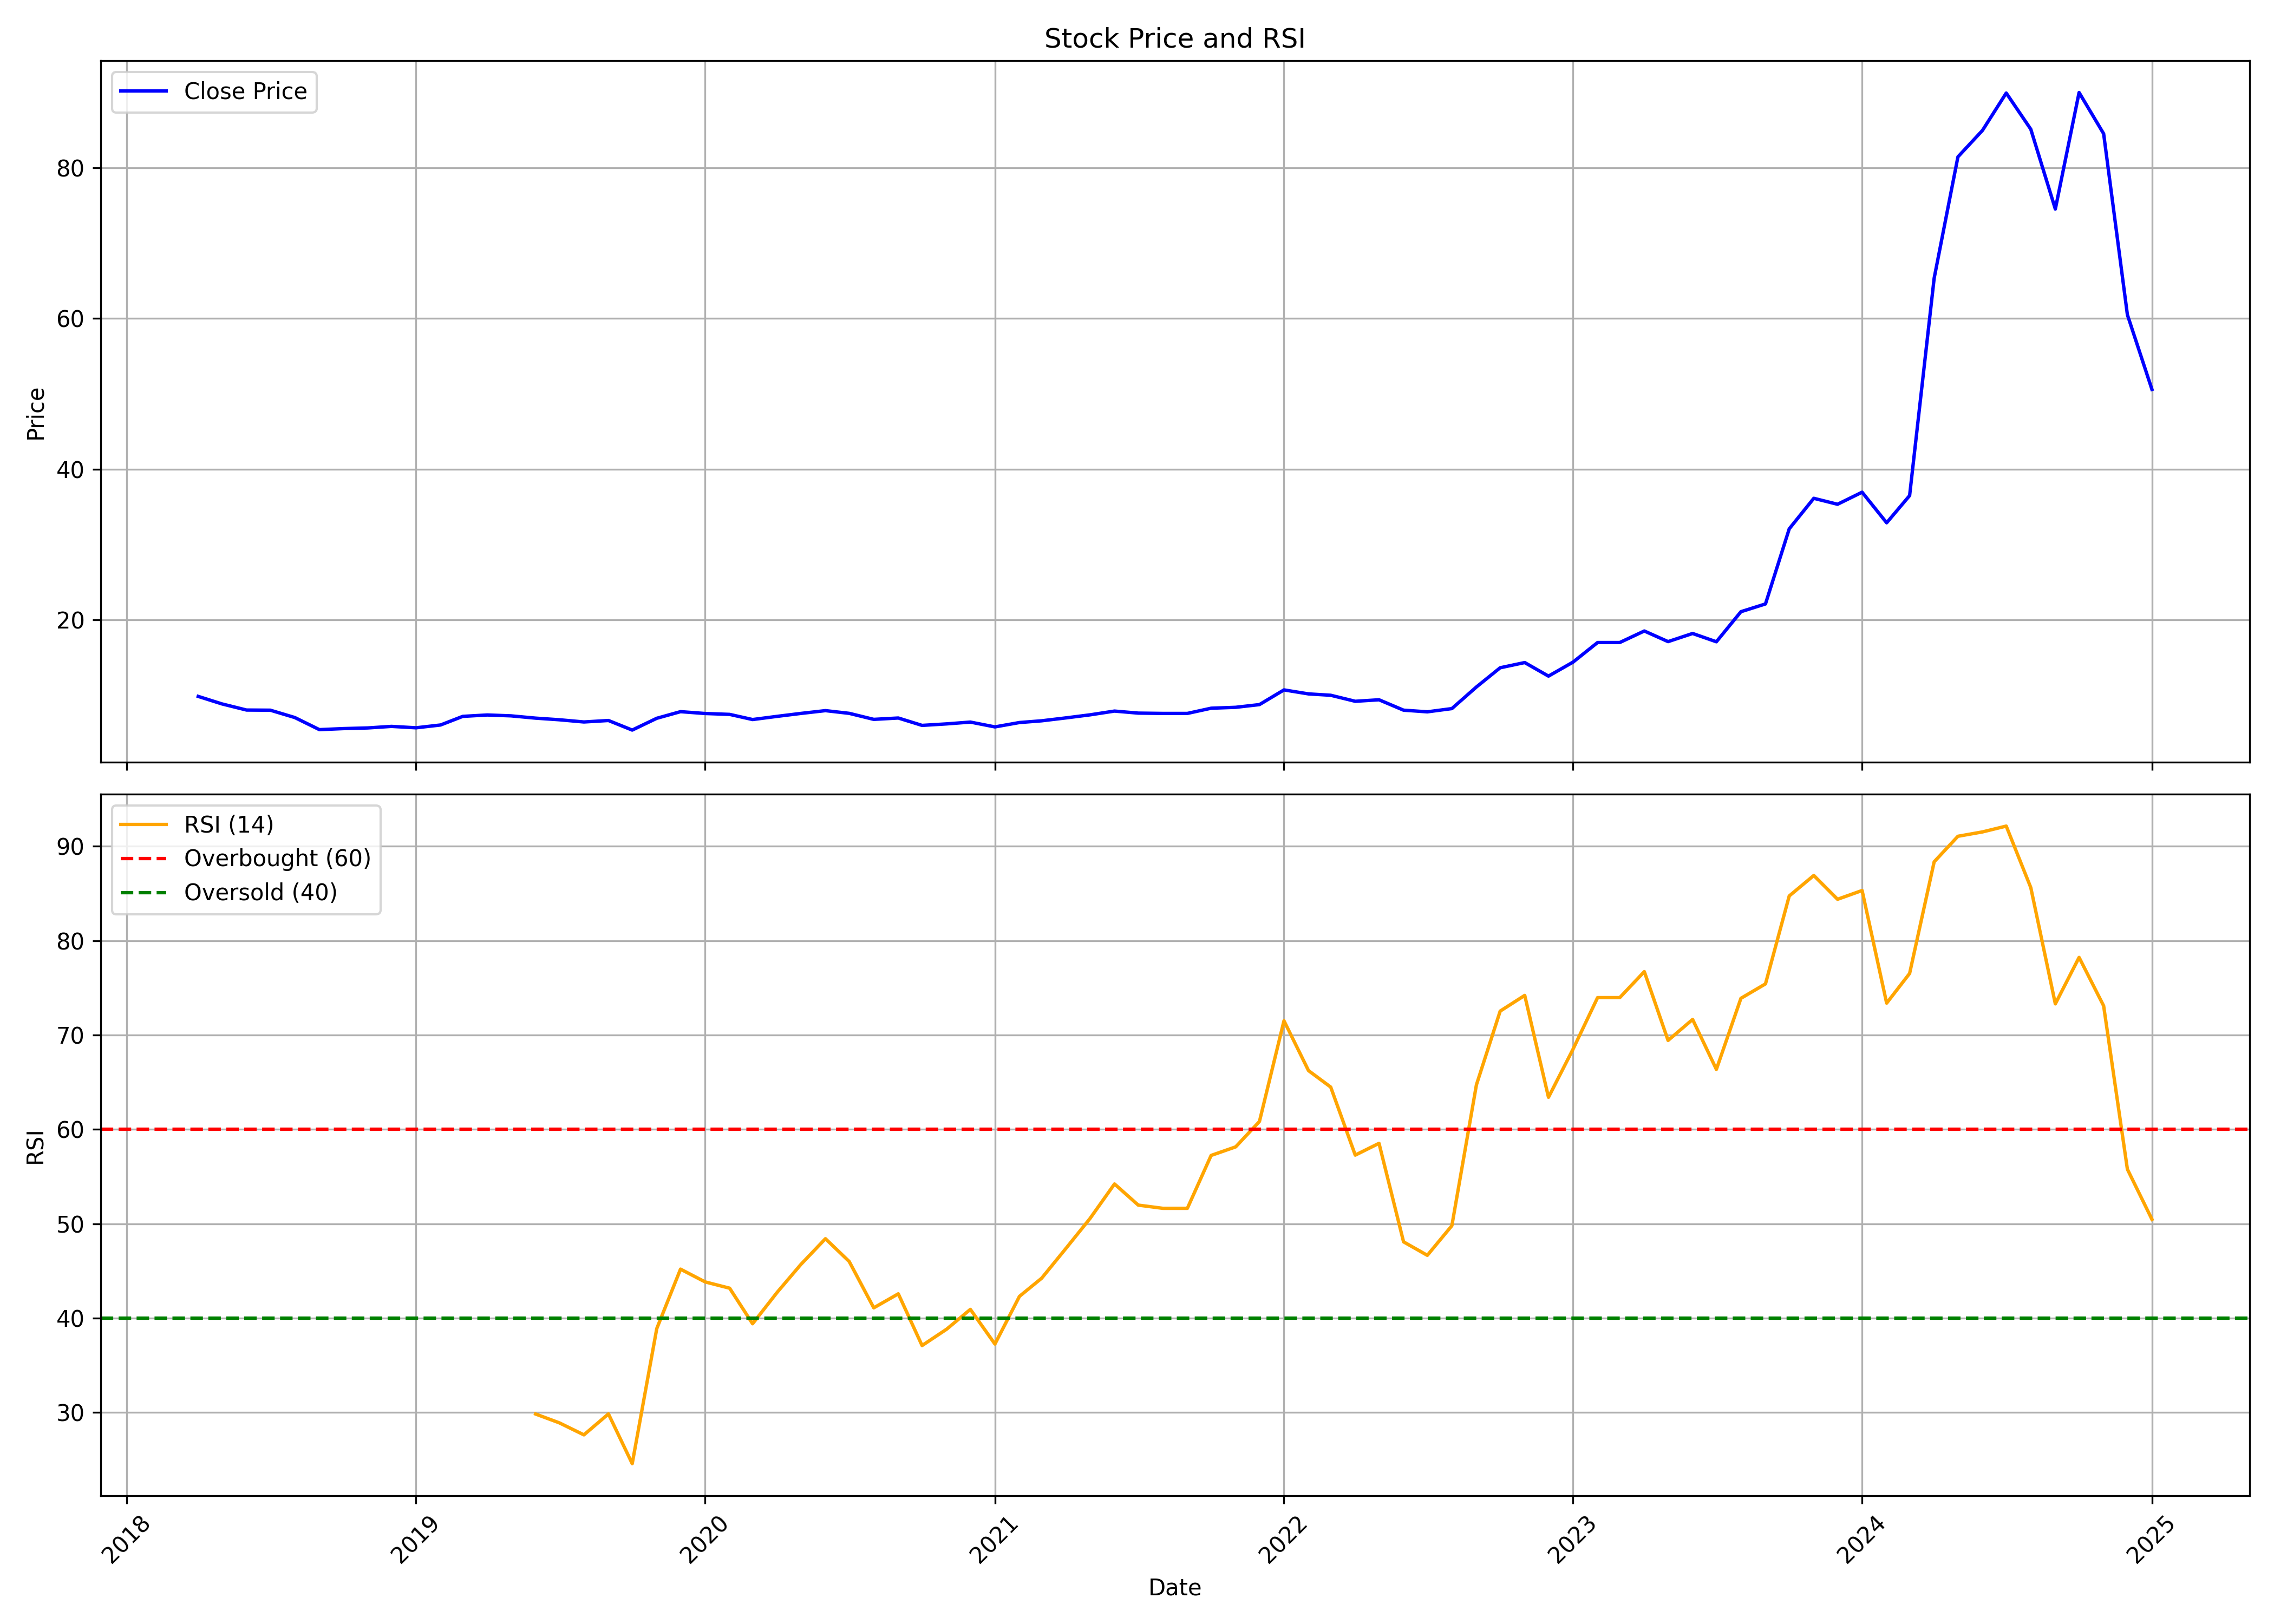 Stock Price and RSI
Close Price
80
60
40
20
Price
RSI (14)
Overbought (60)
Oversold (40)
90
80
70
60
50
40
30
RSI
2018
2019
2020
2021
2022
2023
2024
2025
Date